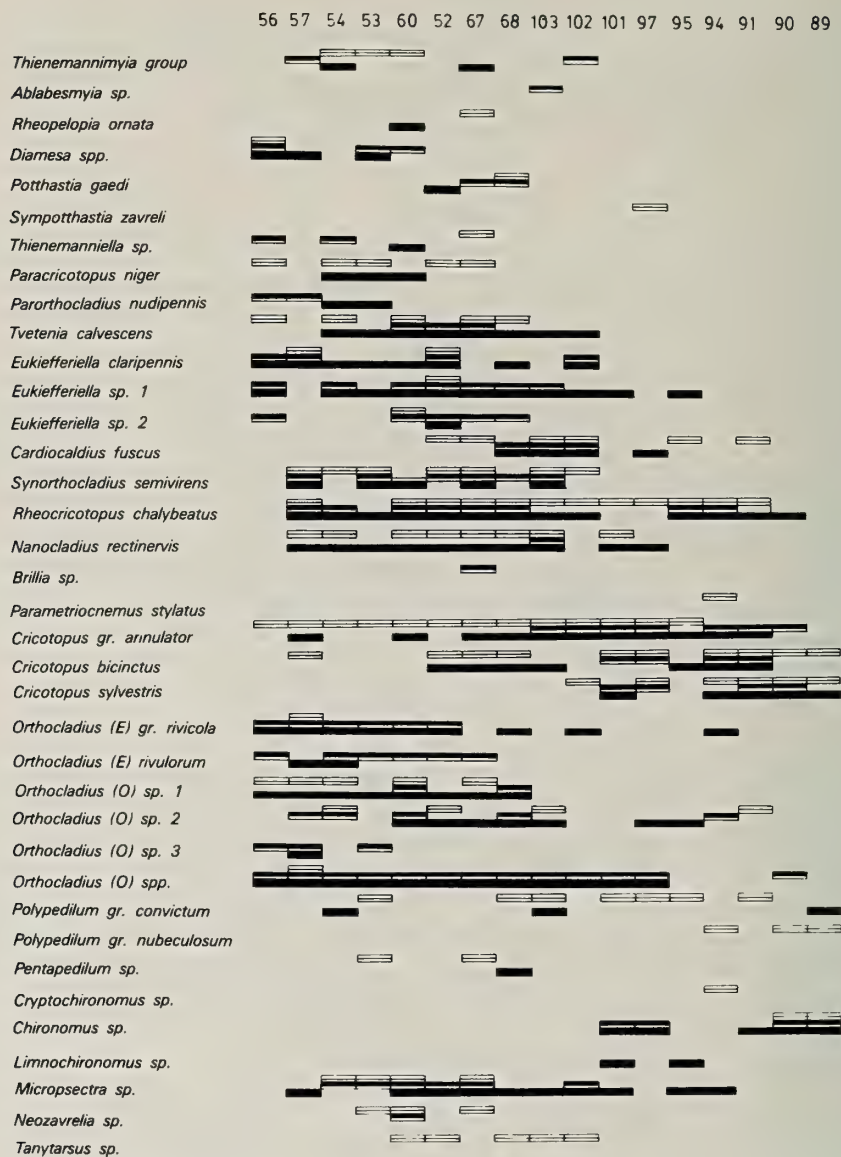 56 57 54 53 60 52 67 68 103 102 101 97 95 94 91 90 89
Thienemannimyia group
Ablabesmyia sp.
Rheopelopia ornata
Diamesa spp.
Potthastia gaedi
Sympotthastia zavreli
Thienemanniella sp.
Paracricotopus niger
Parorthocladius nudipennis
Tvetenia calvescens
Eukiefferiella claripennis
Eukiefferiella sp. 1
Eukiefferiella sp. 2
Cardiocaldius fuscus
Synorthocladius semivirens
Rheocricotopus chalybeatus
Nanocladius rectinervis
Brillia sp.
Parametriocnemus stylatus
Cricotopus gr. annulator
Cricotopus bicinctus
Cricotopus sylvestris
Orthocladius (E) gr. rivicola
Orthocladius (E) rivulorum
Orthocladius (O) sp. 1
Orthocladius (O) sp. 2
Orthocladius (O) sp. 3
Orthocladius (O) spp.
Polypedilum gr. convictum
Polypedilum gr. nubeculosum
Pentapedilum sp.
Cryptochironomus sp.
Chironomus sp.
Limnochironomus sp.
Micropsectra sp.
Neozavrelia sp.
Tanytarsus sp.